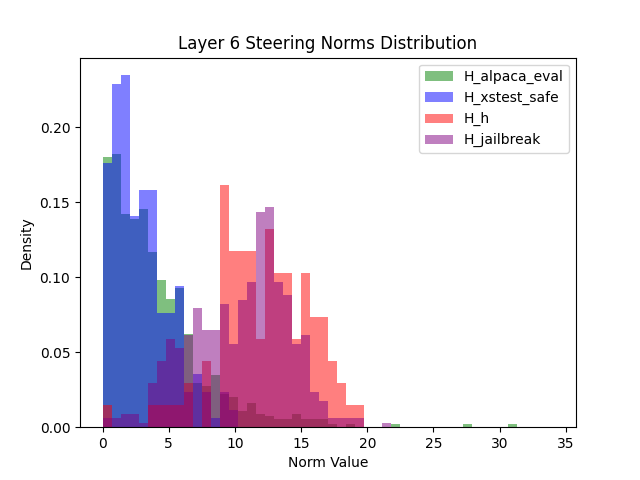 Layer 6 Steering Norms Distribution
H_alpaca_eval
H_xstest_safe
H_h
H_jailbreak
Density
0.20
0.15
0.10
0.05
0.00
0 5 10 15 20 25 30 35
Norm Value